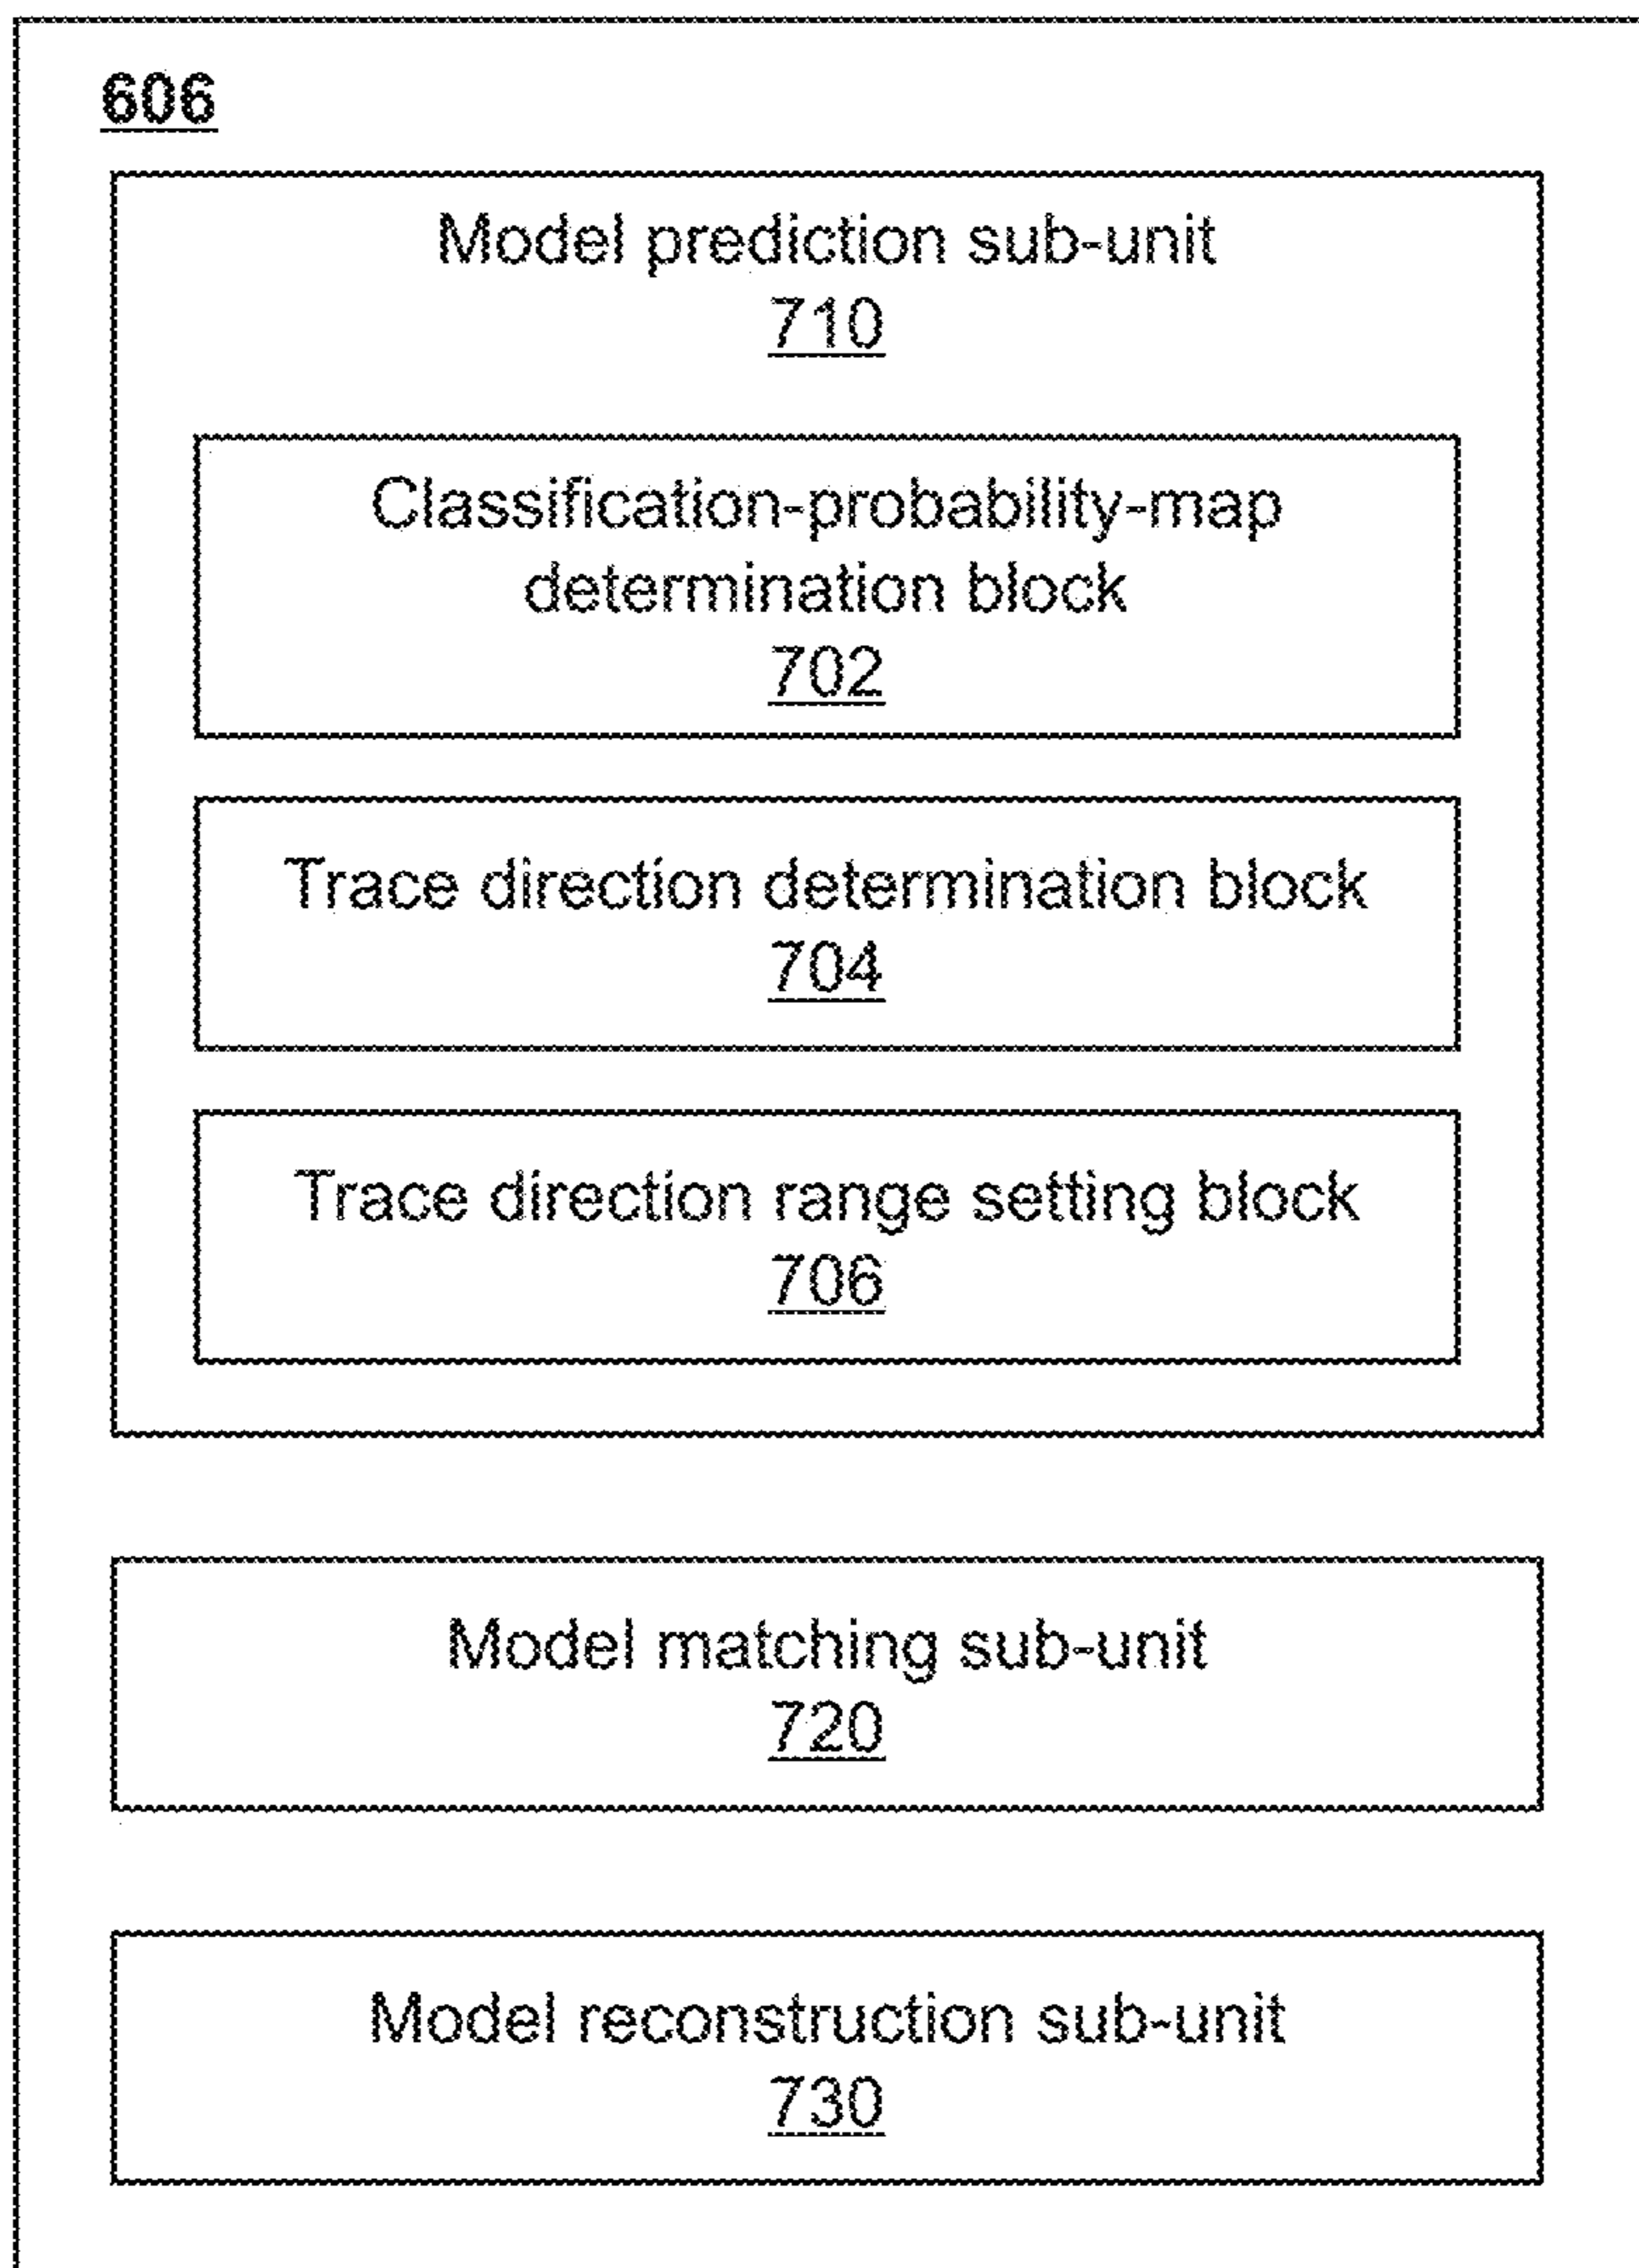 606
Model prediction sub-unit
710
Classification-probability-map
determination block
702
Trace direction determination block
704
Trace direction range setting block
706
Model matching sub-unit
720
Model reconstruction sub-unit
730